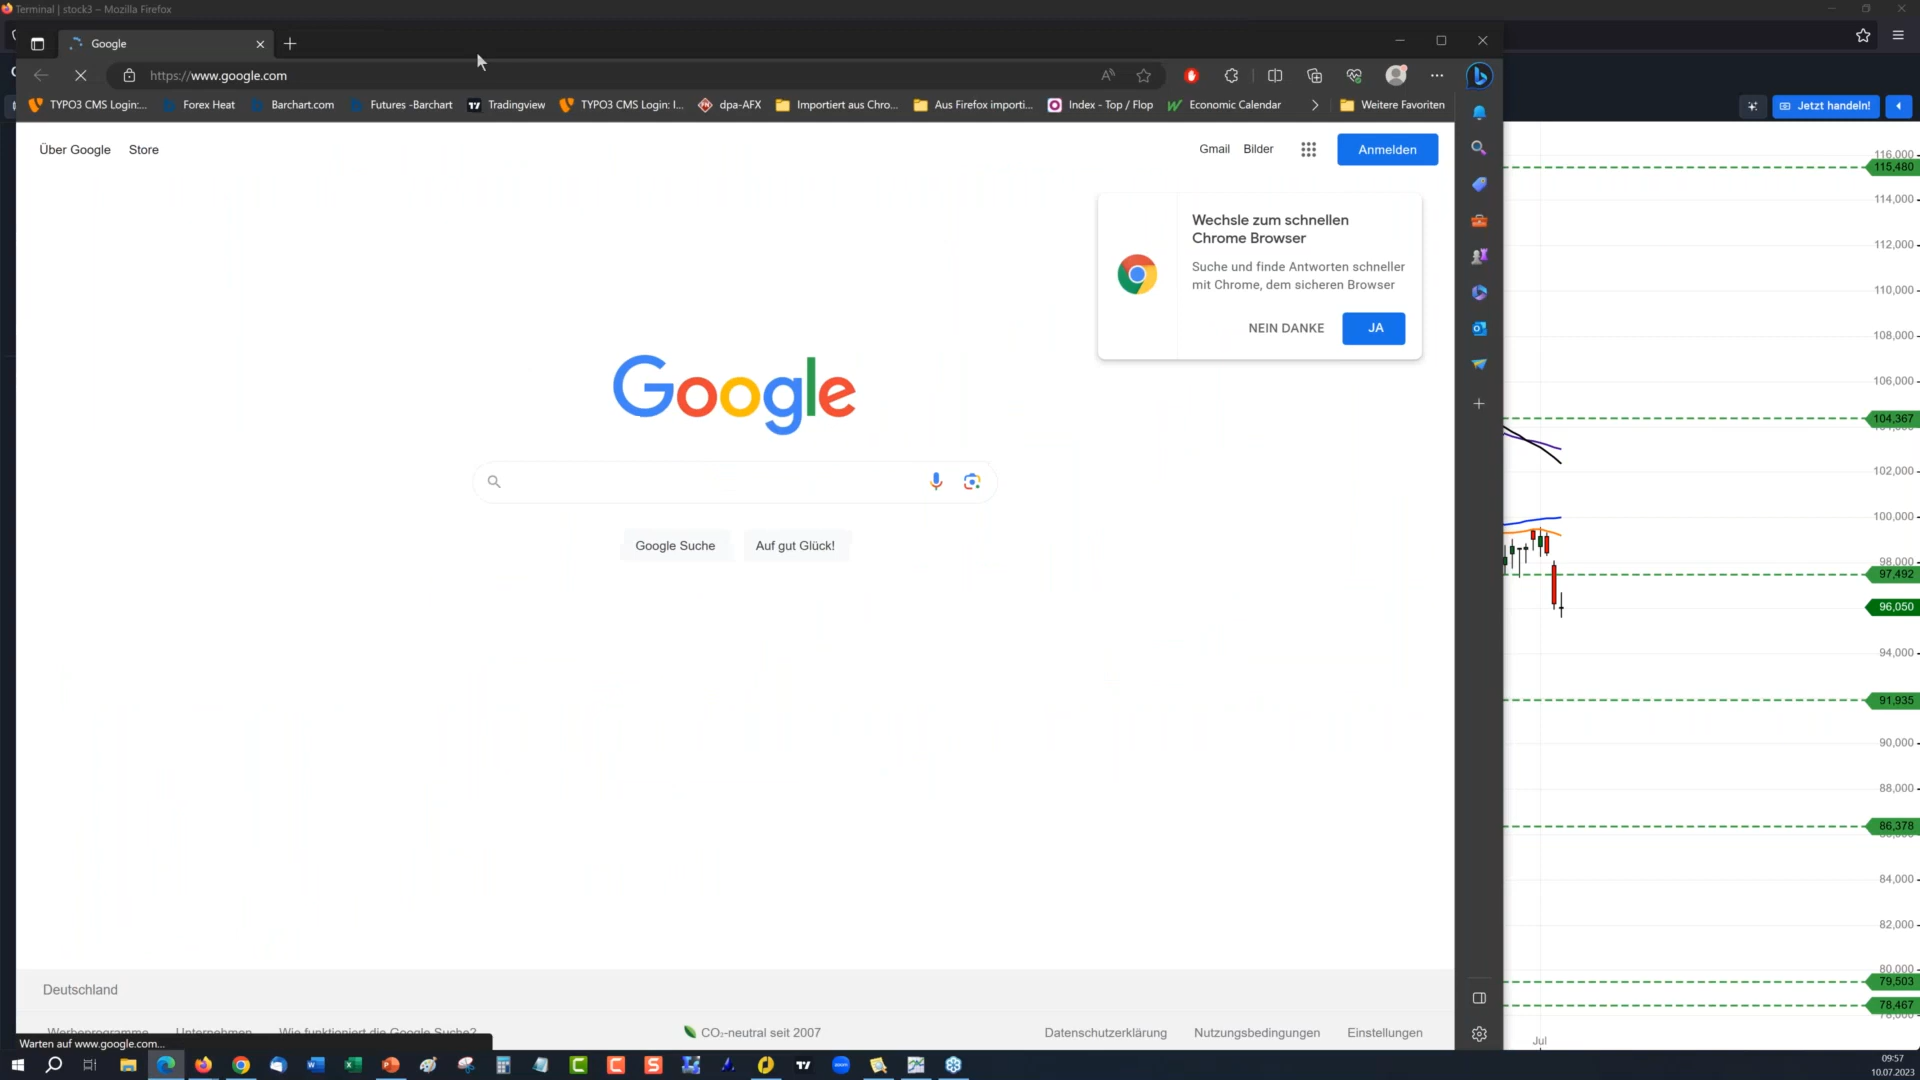 Terminal | stock3 – Mozilla Firefox
Google
https://www.google.com
TYPO3 CMS Login:...
Forex Heat
Barchart.com
Futures -Barchart
Tradingview
TYPO3 CMS Login: I...
dpa-AFX
Importiert aus Chro...
Aus Firefox importi...
Index - Top / Flop
Economic Calendar
Weitere Favoriten
Jetzt handeln!
Über Google
Store
Gmail
Bilder
Anmelden
Wechsle zum schnellen
Chrome Browser
Suche und finde Antworten schneller
mit Chrome, dem sicheren Browser
NEIN DANKE
JA
Google
Google Suche
Auf gut Glück!
116,000
115,480
114,000
112,000
110,000
108,000
106,000
104,367
102,000
100,000
98,000
97,492
96,050
94,000
91,935
90,000
88,000
86,378
84,000
82,000
80,000
79,503
78,467
Jul
Deutschland
Werbeprogramme
Unternehmen
Wie funktioniert die Google Suche?
CO₂-neutral seit 2007
Datenschutzerklärung
Nutzungsbedingungen
Einstellungen
Warten auf www.google.com...
09:57
10.07.2023